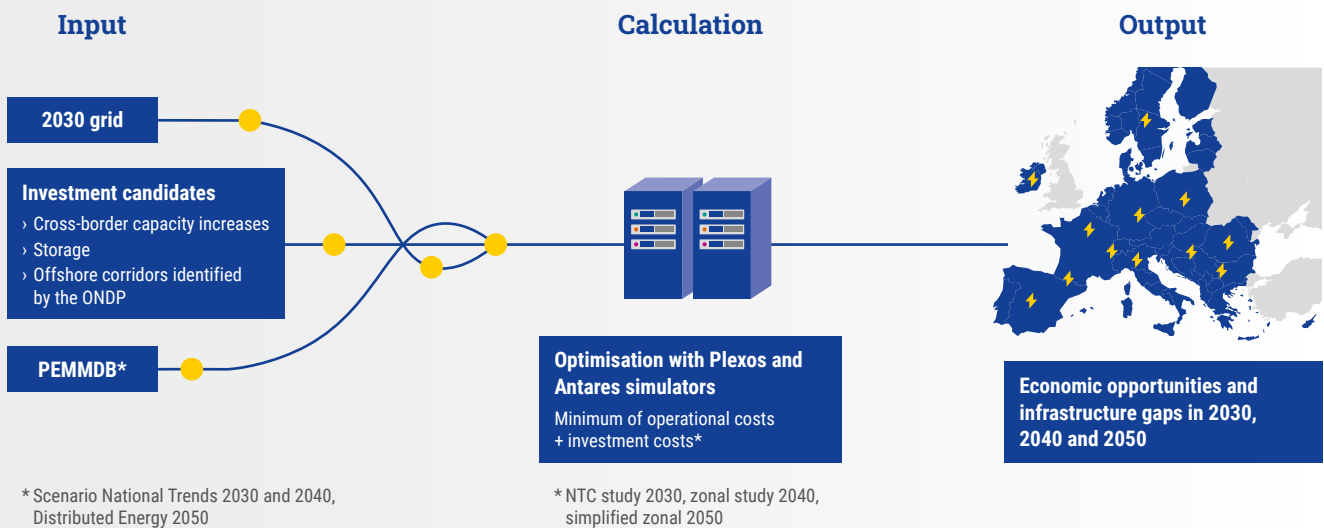 Input
Calculation
Output
2030 grid
Investment candidates
› Cross-border capacity increases
› Storage
› Offshore corridors identified
by the ONDP
PEMMDB*
Optimisation with Plexos and
Antares simulators
Minimum of operational costs
+ investment costs*
Economic opportunities and
infrastructure gaps in 2030,
2040 and 2050
* Scenario National Trends 2030 and 2040,
Distributed Energy 2050
* NTC study 2030, zonal study 2040,
simplified zonal 2050